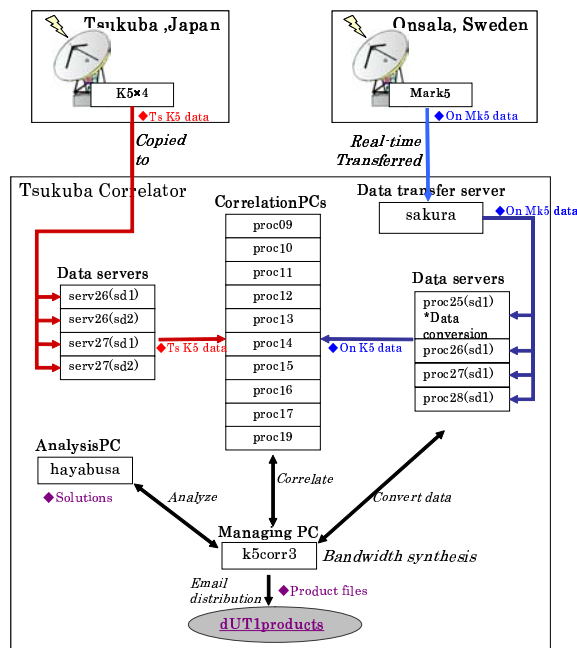 Tsukuba ,Japan
K5×4
◆Ts K5 data
Copied
to
Onsala, Sweden
Mark5
◆On Mk5 data
Real-time
Transferred
Tsukuba Correlator
Data transfer server
sakura
◆On Mk5 data
CorrelationPCs
proc09
proc10
proc11
proc12
proc13
proc14
proc15
proc16
proc17
proc19
Data servers
serv26(sd1)
serv26(sd2)
serv27(sd1)
serv27(sd2)
◆Ts K5 data
Data servers
proc25(sd1)
*Data
conversion
proc26(sd1)
proc27(sd1)
proc28(sd1)
◆On K5 data
AnalysisPC
hayabusa
◆Solutions
Analyze
Correlate
Convert data
Managing PC
k5corr3
Bandwidth synthesis
Email
distribution
◆Product files
dUT1products